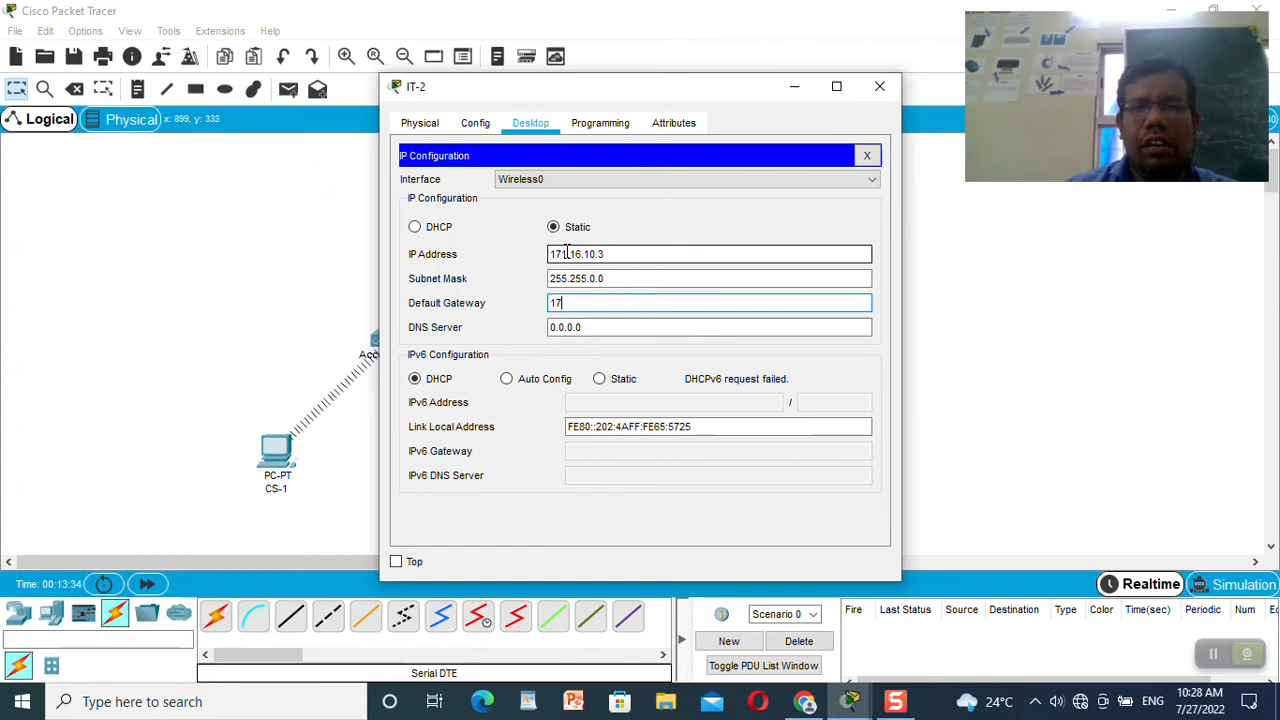 Cisco Packet Tracer
File Edit Options View Tools Extensions Help
Logical Physical x: 899, y: 333
IT-2
Physical Config Desktop Programming Attributes
IP Configuration X
Interface Wireless0
IP Configuration
DHCP Static
IP Address 171.16.10.3
Subnet Mask 255.255.0.0
Default Gateway 17
DNS Server 0.0.0.0
IPv6 Configuration
DHCP Auto Config Static DHCPv6 request failed.
IPv6 Address /
Link Local Address FE80::202:4AFF:FE65:5725
IPv6 Gateway
IPv6 DNS Server
Top
PC-PT
CS-1
Time: 00:13:34 Realtime Simulation
Scenario 0
New Delete
Toggle PDU List Window
Fire Last Status Source Destination Type Color Time(sec) Periodic Num
Serial DTE
Type here to search
24°C ENG
10:28 AM
7/27/2022